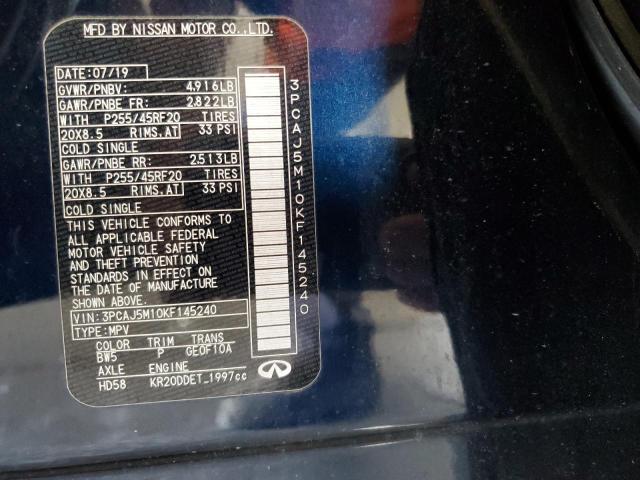 MFD BY NISSAN MOTOR CO.,LTD.
DATE:07/19
GVWR/PNBV: 4,916LB
GAWR/PNBE FR: 2,822LB
WITH P255/45RF20 TIRES
20X8.5 RIMS.AT 33 PSI
COLD SINGLE
GAWR/PNBE RR: 2,513LB
WITH P255/45RF20 TIRES
20X8.5 RIMS.AT 33 PSI
COLD SINGLE
THIS VEHICLE CONFORMS TO
ALL APPLICABLE FEDERAL
MOTOR VEHICLE SAFETY
AND THEFT PREVENTION
STANDARDS IN EFFECT ON
THE DATE OF MANUFACTURE
SHOWN ABOVE.
VIN:3PCAJ5M10KF145240
TYPE:MPV
COLOR TRIM TRANS
BW5 P GE0F10A
AXLE ENGINE
HD58 KR20DDET_1997cc
3PCAJ5M10KF145240